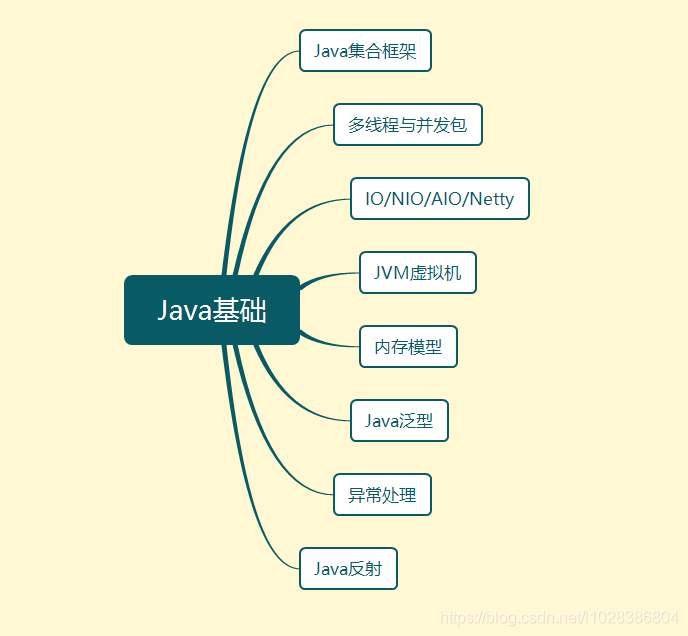 Java集合框架
多线程与并发包
IO/NIO/AIO/Netty
JVM虚拟机
Java基础
内存模型
Java泛型
异常处理
Java反射
https://blog.csdn.net/l1028386804